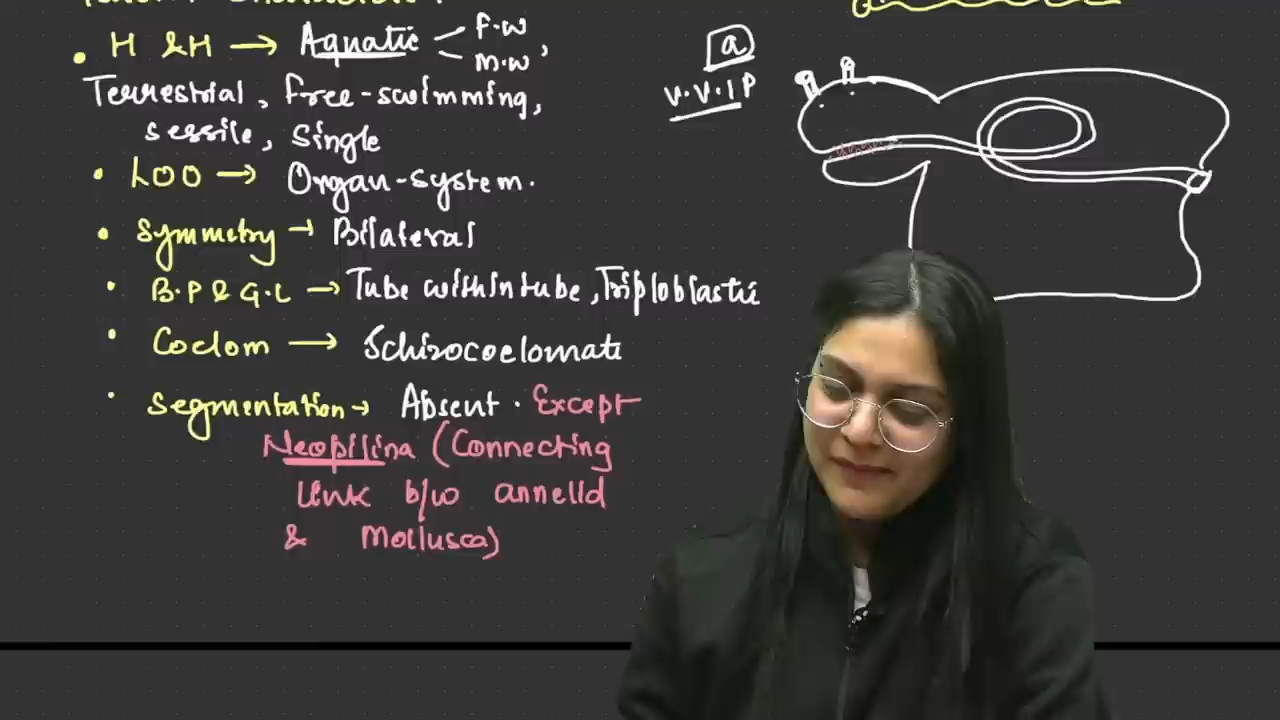 • H &H → Aquatic — F.W
— M.W ,
Terrestrial, free-swimming,
sessile, Single
• LOO → Organ-system.
• Symmetry → Bilateral
• B.P & G.L → Tube within tube, Triploblastic
• Coelom → Schizocoelomate
• Segmentation → Absent. Except
Neopilina (Connecting
link b/w annelid
& Mollusca)
a
V.V.IP